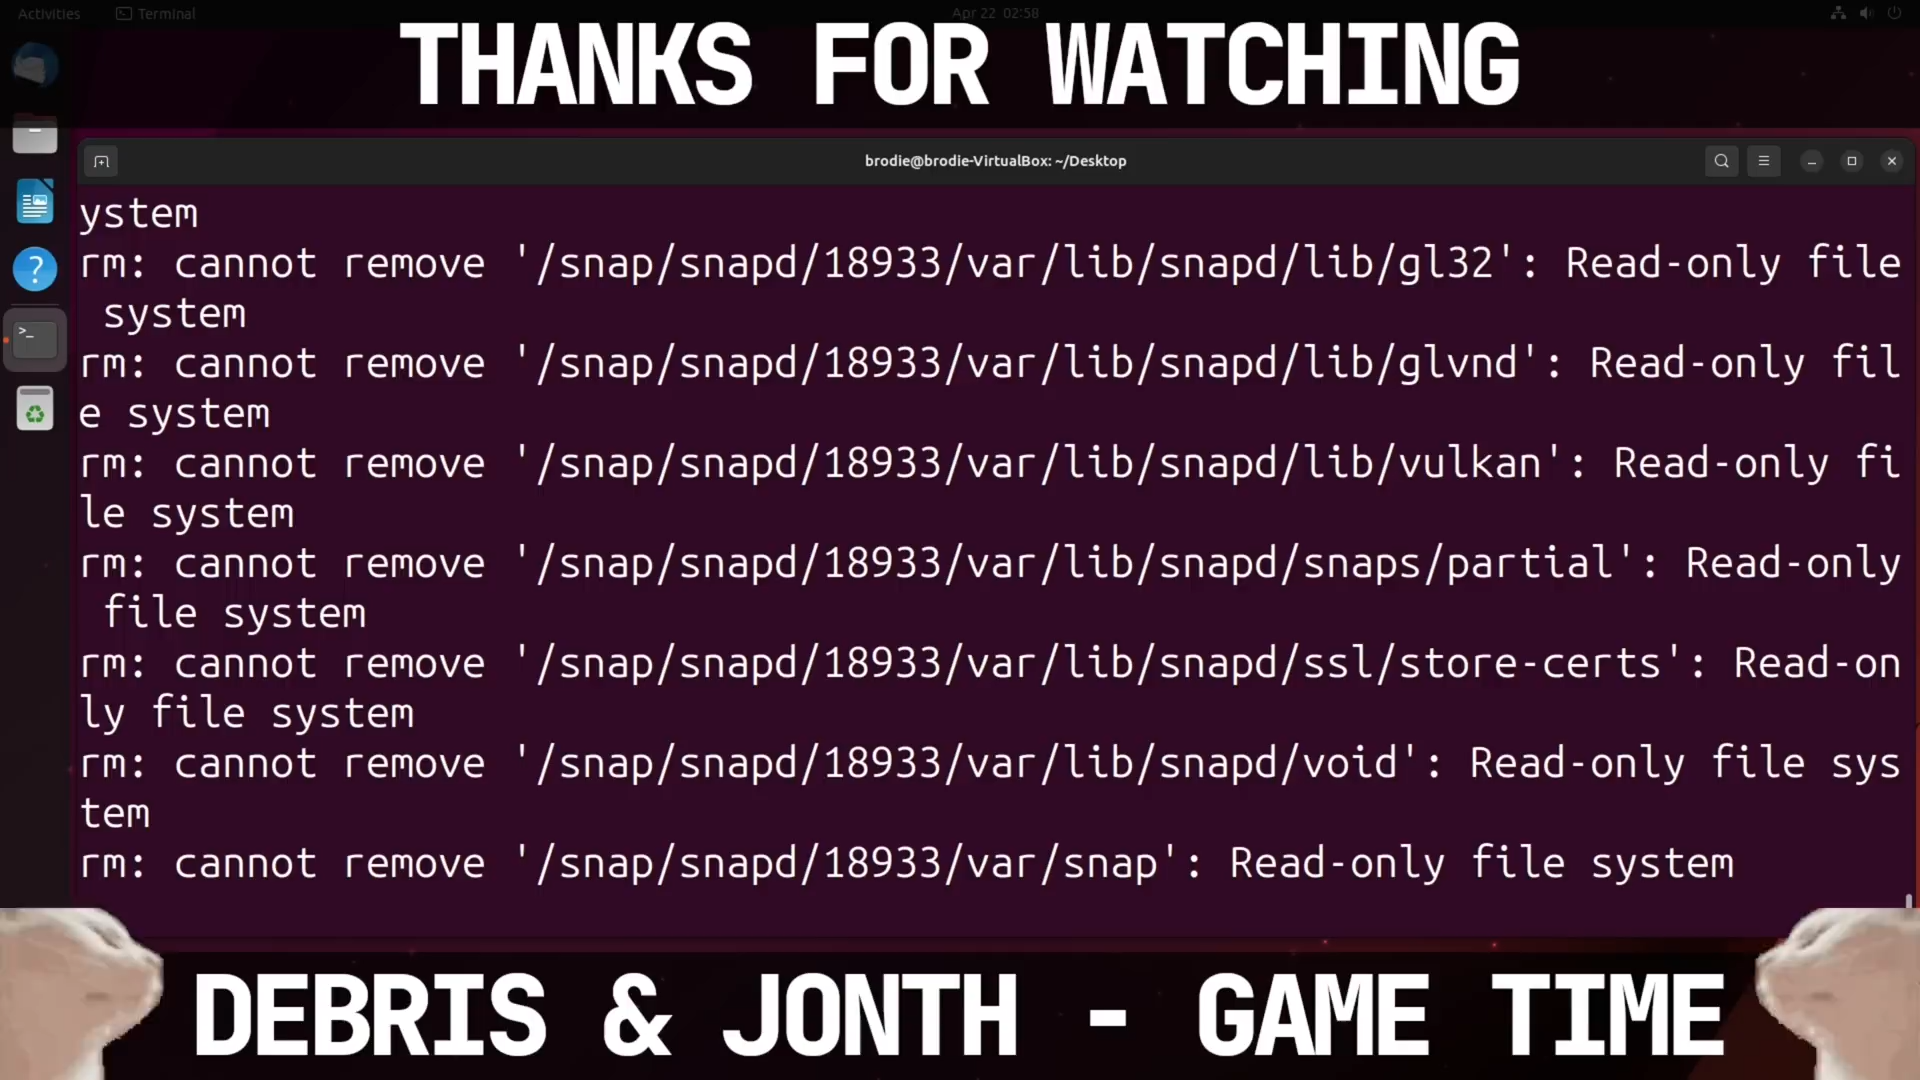 Activities Terminal Apr 22 02:58
THANKS FOR WATCHING
brodie@brodie-VirtualBox: ~/Desktop
ystem
rm: cannot remove '/snap/snapd/18933/var/lib/snapd/lib/gl32': Read-only file
 system
rm: cannot remove '/snap/snapd/18933/var/lib/snapd/lib/glvnd': Read-only fil
e system
rm: cannot remove '/snap/snapd/18933/var/lib/snapd/lib/vulkan': Read-only fi
le system
rm: cannot remove '/snap/snapd/18933/var/lib/snapd/snaps/partial': Read-only
 file system
rm: cannot remove '/snap/snapd/18933/var/lib/snapd/ssl/store-certs': Read-on
ly file system
rm: cannot remove '/snap/snapd/18933/var/lib/snapd/void': Read-only file sys
tem
rm: cannot remove '/snap/snapd/18933/var/snap': Read-only file system
DEBRIS & JONTH - GAME TIME